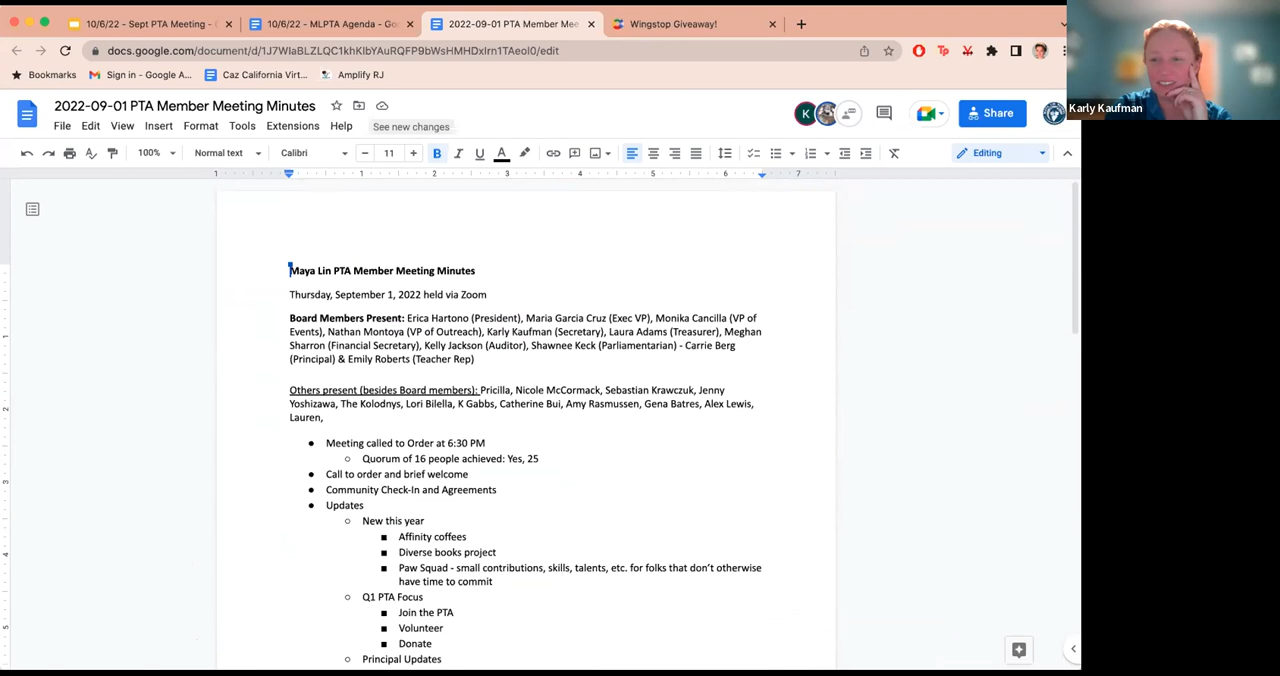 10/6/22 - Sept PTA Meeting -
10/6/22 - MLPTA Agenda - Go
2022-09-01 PTA Member Mee
Wingstop Giveaway!
docs.google.com/document/d/1J7WIaBLZLQC1khKlbYAuRQFP9bWsHMHDxIrn1TAeol0/edit
Bookmarks
Sign in - Google A...
Caz California Virt...
Amplify RJ
Karly Kaufman
2022-09-01 PTA Member Meeting Minutes
File Edit View Insert Format Tools Extensions Help See new changes
K
Share
100% Normal text Calibri 11 B I U A Editing
1 1 2 3 4 5 6 7
Maya Lin PTA Member Meeting Minutes
Thursday, September 1, 2022 held via Zoom
Board Members Present: Erica Hartono (President), Maria Garcia Cruz (Exec VP), Monika Cancilla (VP of
Events), Nathan Montoya (VP of Outreach), Karly Kaufman (Secretary), Laura Adams (Treasurer), Meghan
Sharron (Financial Secretary), Kelly Jackson (Auditor), Shawnee Keck (Parliamentarian) - Carrie Berg
(Principal) & Emily Roberts (Teacher Rep)
Others present (besides Board members): Pricilla, Nicole McCormack, Sebastian Krawczuk, Jenny
Yoshizawa, The Kolodnys, Lori Bilella, K Gabbs, Catherine Bui, Amy Rasmussen, Gena Batres, Alex Lewis,
Lauren,
● Meeting called to Order at 6:30 PM
○ Quorum of 16 people achieved: Yes, 25
● Call to order and brief welcome
● Community Check-In and Agreements
● Updates
○ New this year
■ Affinity coffees
■ Diverse books project
■ Paw Squad - small contributions, skills, talents, etc. for folks that don't otherwise
have time to commit
○ Q1 PTA Focus
■ Join the PTA
■ Volunteer
■ Donate
○ Principal Updates